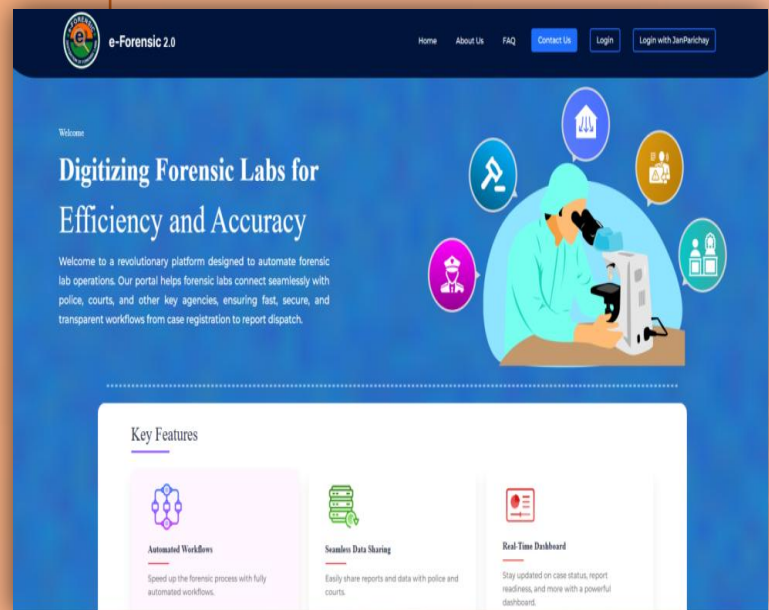 e-Forensic 2.0
Home About Us FAQ Contact Us Login Login with JanParichay
Welcome
Digitizing Forensic Labs for
Efficiency and Accuracy
Welcome to a revolutionary platform designed to automate forensic
lab operations. Our portal helps forensic labs connect seamlessly with
police, courts, and other key agencies, ensuring fast, secure, and
transparent workflows from case registration to report dispatch.
Key Features
Automated Workflows
Speed up the forensic process with fully
automated workflows.
Seamless Data Sharing
Easily share reports and data with police and
courts.
Real-Time Dashboard
Stay updated on case status, report
readiness, and more with a powerful
dashboard.